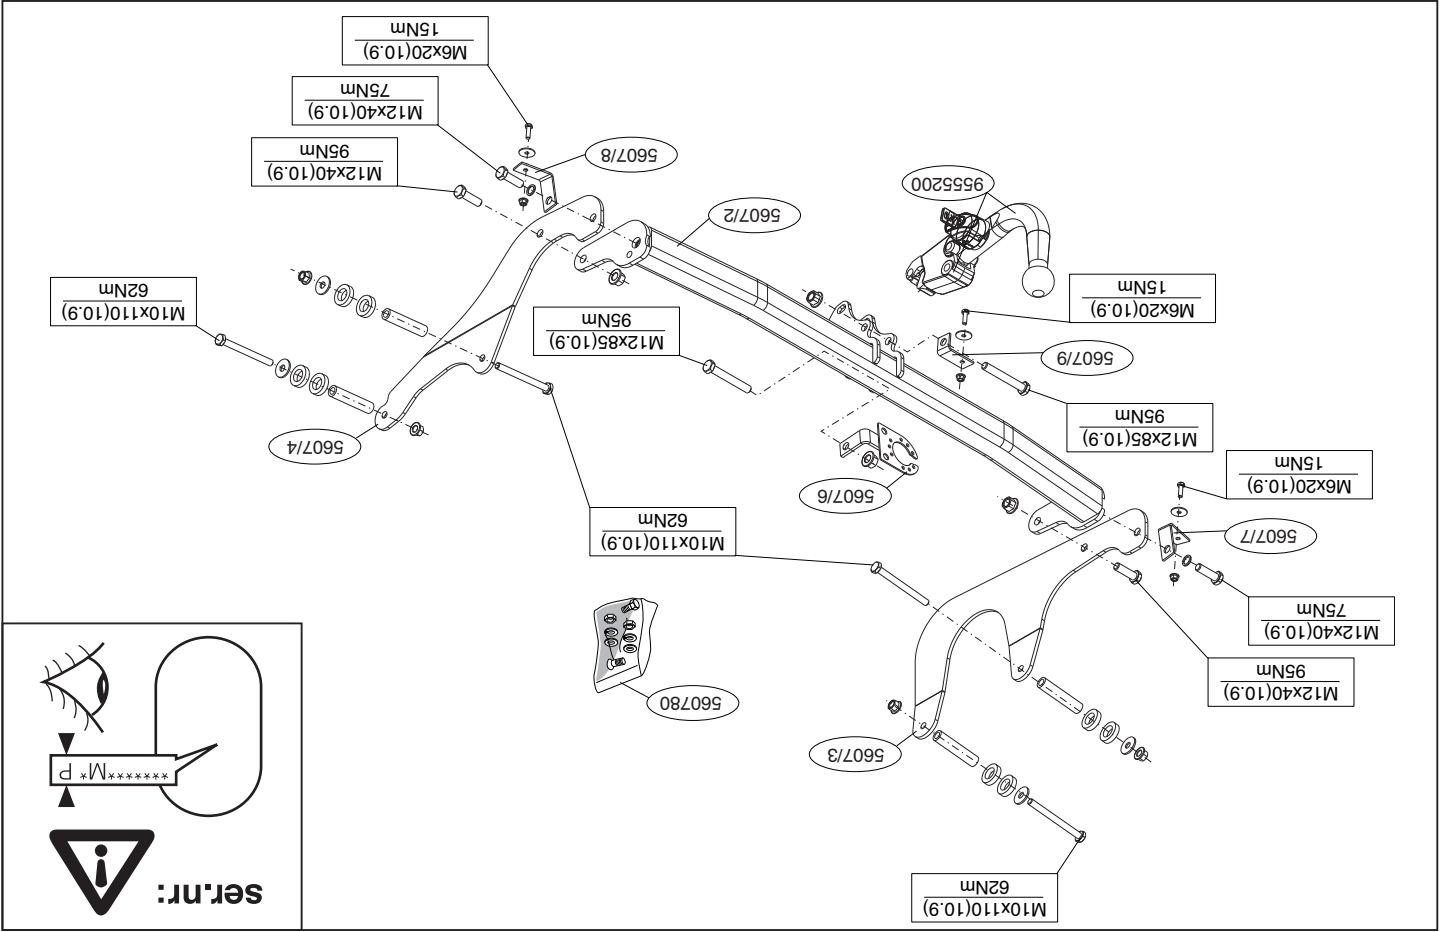 M10x110(10.9)
62Nm
ser.nr:
*******M* P
5607/3
560780
M12x40(10.9)
95Nm
M12x40(10.9)
75Nm
M10x110(10.9)
62Nm
5607/7
5607/6
M6x20(10.9)
15Nm
5607/4
M12x85(10.9)
95Nm
5607/9
M12x85(10.9)
95Nm
M10x110(10.9)
62Nm
M6x20(10.9)
15Nm
5607/2
9555200
M12x40(10.9)
95Nm
5607/8
M12x40(10.9)
75Nm
M6x20(10.9)
15Nm